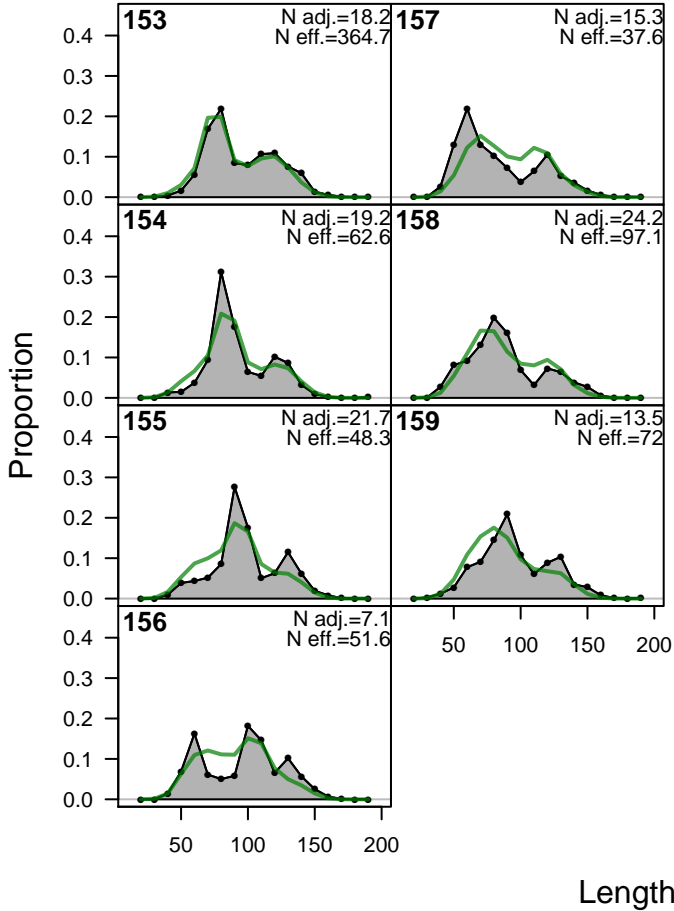 153
N adj.=18.2
N eff.=364.7
157
N adj.=15.3
N eff.=37.6
0.4
0.3
0.2
0.1
0.0
154
N adj.=19.2
N eff.=62.6
158
N adj.=24.2
N eff.=97.1
0.4
0.3
0.2
0.1
0.0
155
N adj.=21.7
N eff.=48.3
159
N adj.=13.5
N eff.=72
0.4
0.3
0.2
0.1
0.0
156
N adj.=7.1
N eff.=51.6
0.4
0.3
0.2
0.1
0.0
50 100 150 200
50 100 150 200
Proportion
Length